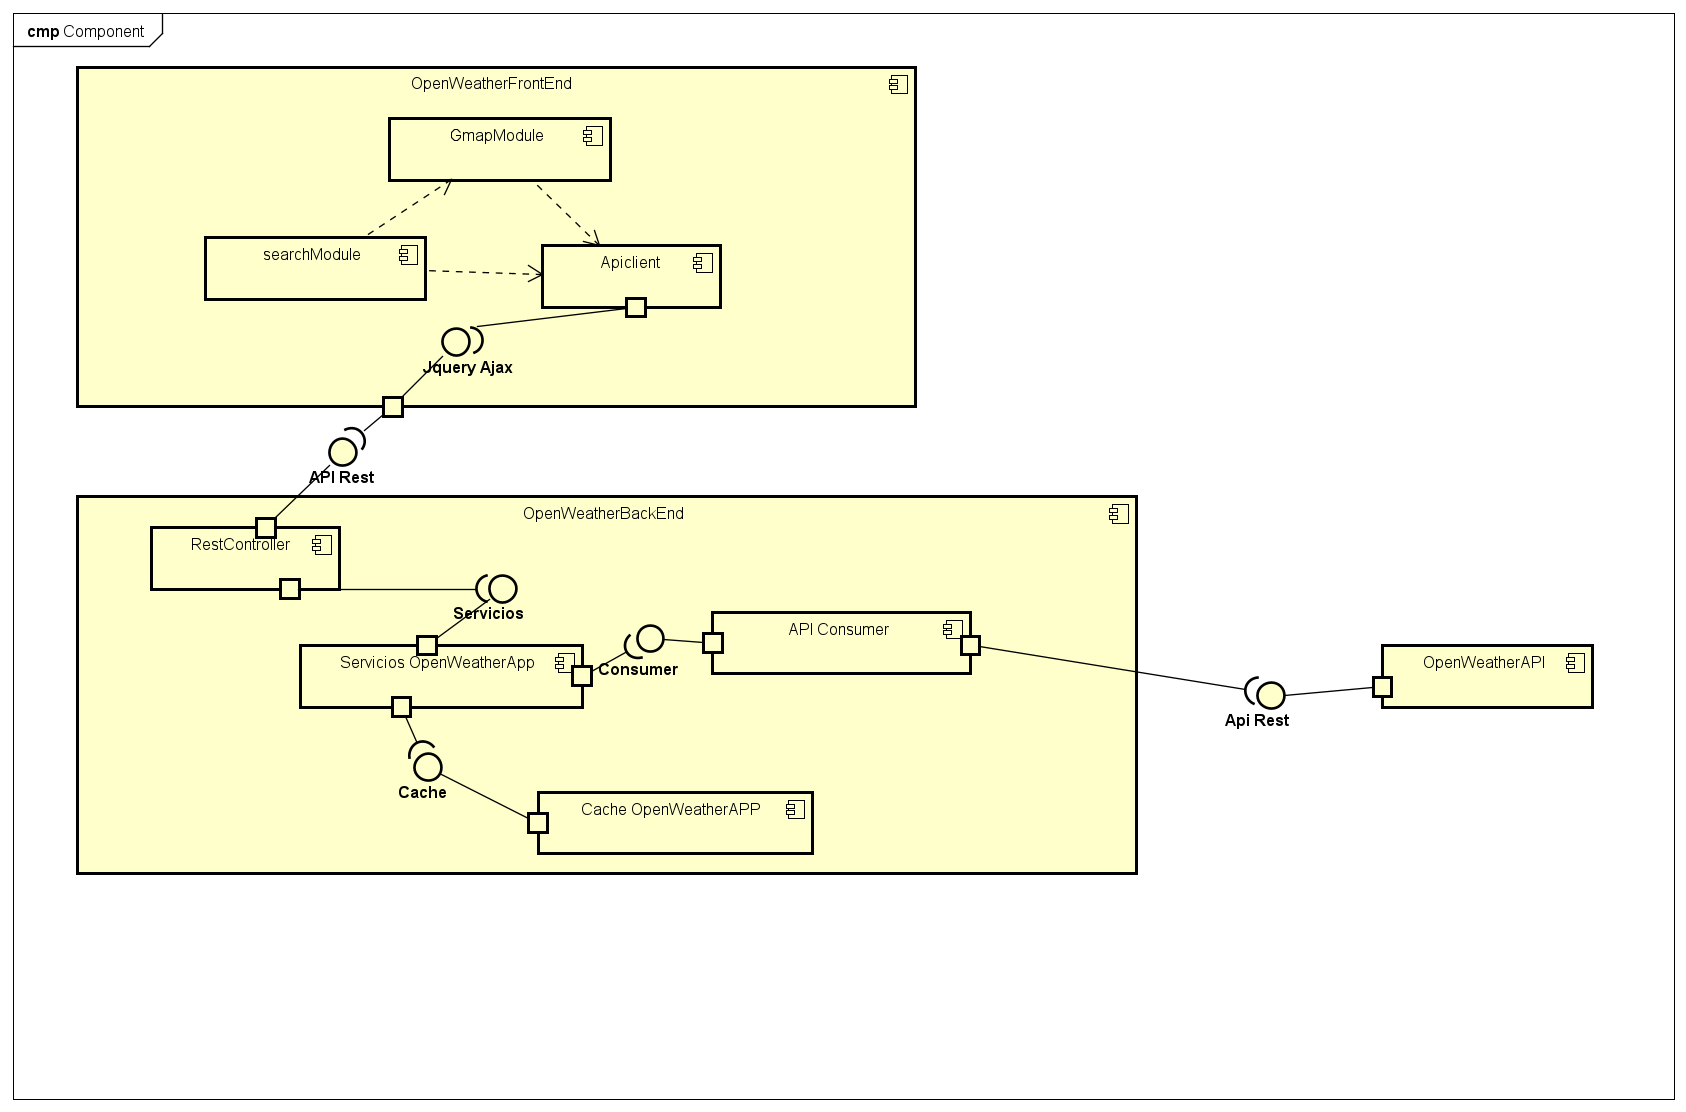 cmp Component
OpenWeatherFrontEnd
GmapModule
searchModule
Apiclient
Jquery Ajax
API Rest
OpenWeatherBackEnd
RestController
Servicios
API Consumer
Servicios OpenWeatherApp
Consumer
OpenWeatherAPI
Api Rest
Cache
Cache OpenWeatherAPP